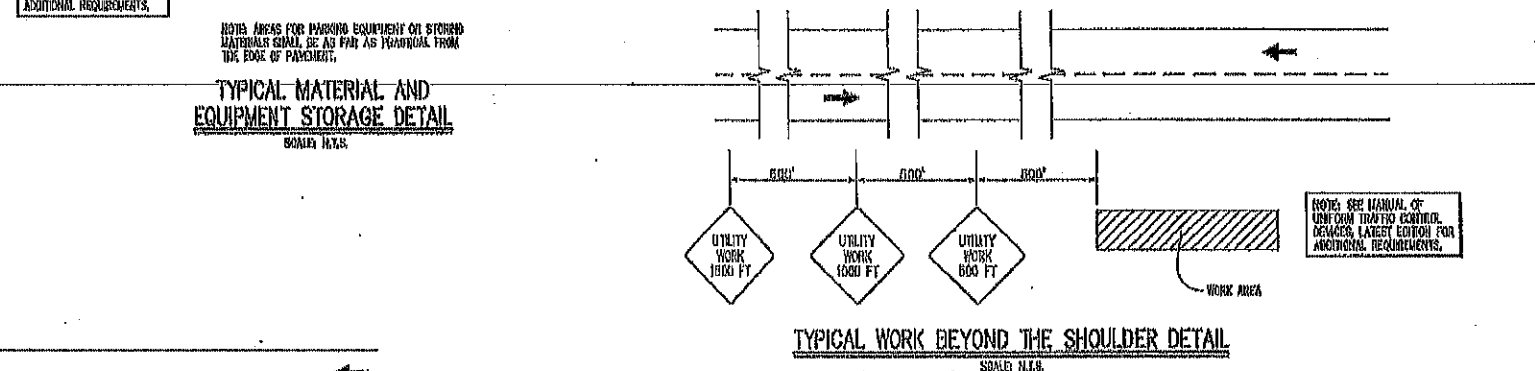 ADDITIONAL REQUIREMENTS.
NOTE: AREAS FOR PARKING EQUIPMENT OR STORING
MATERIALS SHALL BE AS FAR AS PRACTICAL FROM
THE EDGE OF PAVEMENT.
TYPICAL MATERIAL AND
EQUIPMENT STORAGE DETAIL
SCALE: N.T.S.
500'
500'
500'
UTILITY
WORK
1500 FT
UTILITY
WORK
1000 FT
UTILITY
WORK
500 FT
WORK AREA
NOTE: SEE MANUAL OF
UNIFORM TRAFFIC CONTROL
DEVICES, LATEST EDITION FOR
ADDITIONAL REQUIREMENTS.
TYPICAL WORK BEYOND THE SHOULDER DETAIL
SCALE: N.T.S.